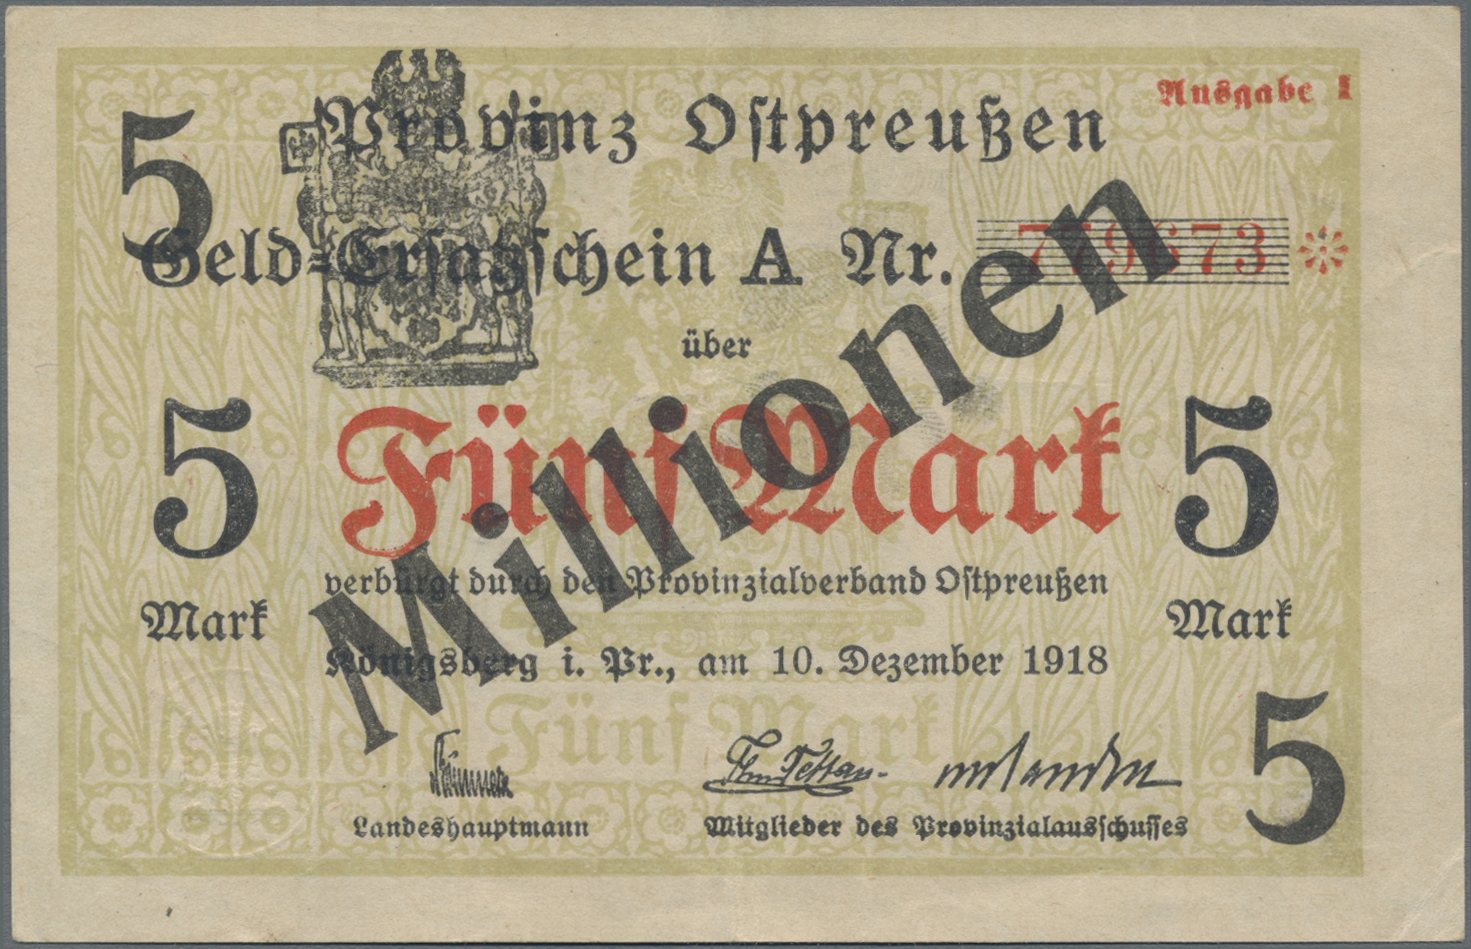 Ausgabe I
5
Provinz Ostpreußen
Geld-Ersatzschein A Nr.
über
5 Fünf Mark 5
Millionen
verbürgt durch den Provinzialverband Ostpreußen
Mark Mark
Königsberg i. Pr., am 10. Dezember 1918
Fünf Mark
5
Landeshauptmann Mitglieder des Provinzialausschusses